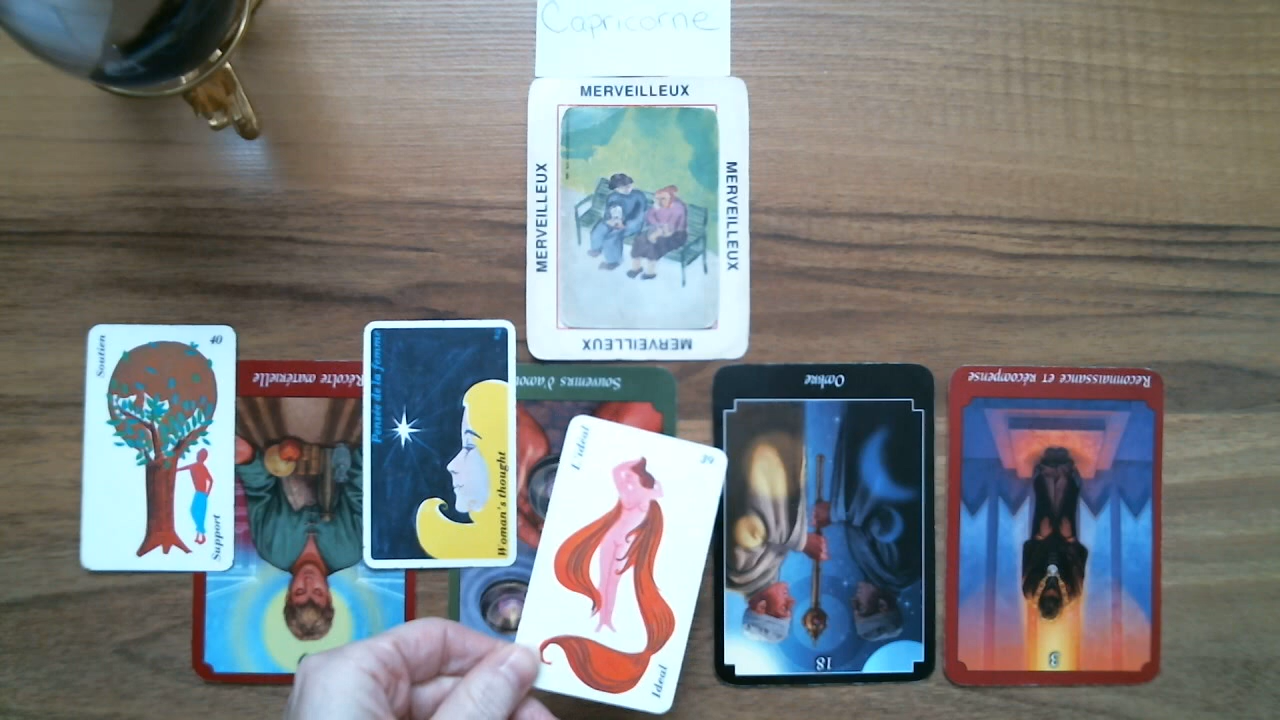 Capricorne
MERVEILLEUX
MERVEILLEUX
MERVEILLEUX
MERVEILLEUX
Soutien
40
Support
Récolte matérielle
Pensée de la femme
Woman's thought
Souvenirs d'amour
L'idéal
Ideal
Ombre
18
Reconnaissance et récompense
3